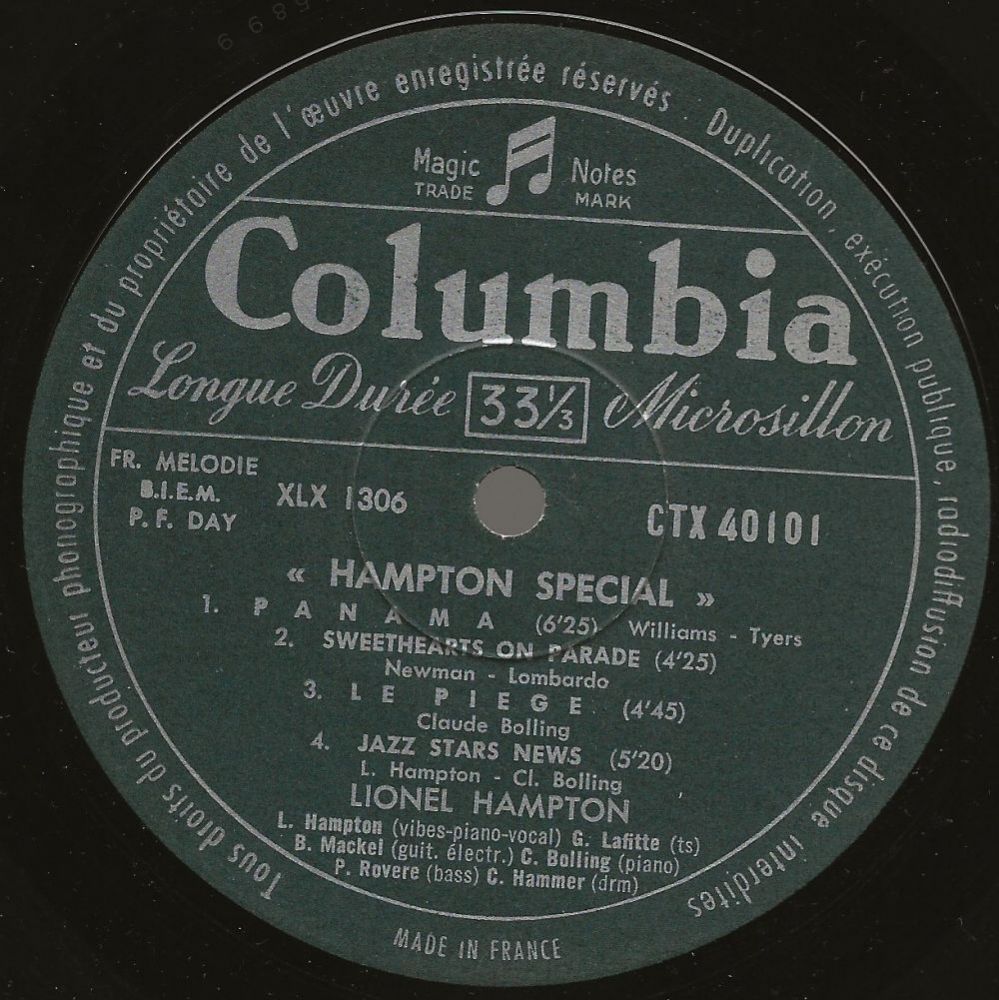 Tous droits du producteur phonographique et du propriétaire de l'œuvre enregistrée réservés . Duplication, exécution publique, radiodiffusion de ce disque interdites
Magic Notes
TRADE MARK
Columbia
Longue Durée 33⅓ Microsillon
FR. MELODIE
B.I.E.M.
P. F. DAY
XLX 1306
CTX 40101
« HAMPTON SPECIAL »
1. PANAMA (6'25) Williams - Tyers
2. SWEETHEARTS ON PARADE (4'25)
Newman - Lombardo
3. LE PIEGE (4'45)
Claude Bolling
4. JAZZ STARS NEWS (5'20)
L. Hampton - Cl. Bolling
LIONEL HAMPTON
L. Hampton (vibes-piano-vocal) G. Lafitte (ts)
B. Mackel (guit. électr.) C. Bolling (piano)
P. Rovere (bass) C. Hammer (drm)
MADE IN FRANCE